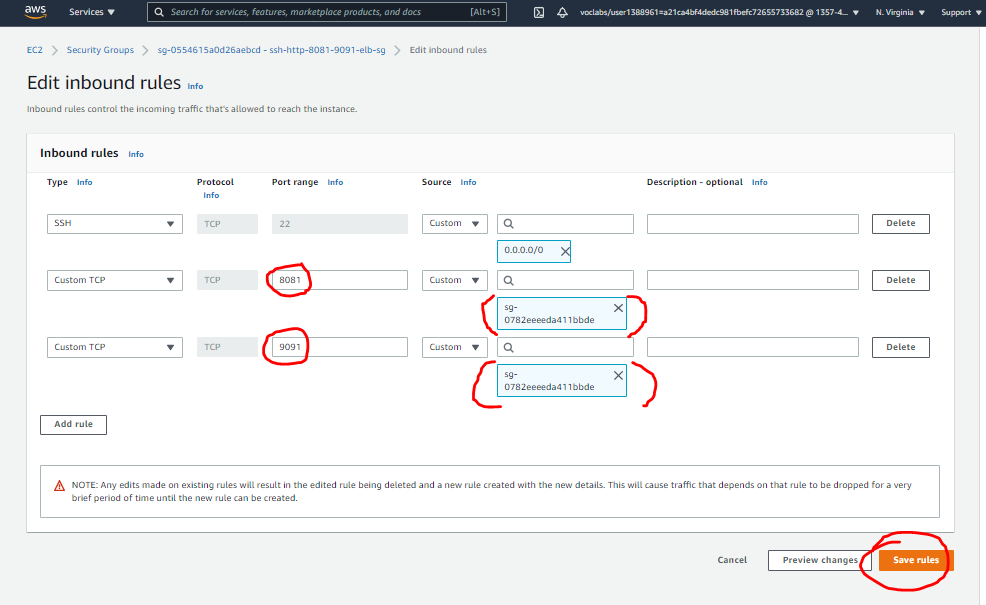 aws Services Search for services, features, marketplace products, and docs [Alt+S] voclabs/user1388961=a21ca4bf4dedc981fbefc72655733682 @ 1357-4... N. Virginia Support
EC2 Security Groups sg-0554615a0d26aebcd - ssh-http-8081-9091-elb-sg Edit inbound rules
Edit inbound rules Info
Inbound rules control the incoming traffic that's allowed to reach the instance.
Inbound rules Info
Type Info Protocol Info Port range Info Source Info Description - optional Info
SSH TCP 22 Custom Delete
0.0.0.0/0
Custom TCP TCP 8081 Custom Delete
sg-
0782eeeeda411bbde
Custom TCP TCP 9091 Custom Delete
sg-
0782eeeeda411bbde
Add rule
NOTE: Any edits made on existing rules will result in the edited rule being deleted and a new rule created with the new details. This will cause traffic that depends on that rule to be dropped for a very
brief period of time until the new rule can be created.
Cancel Preview changes Save rules